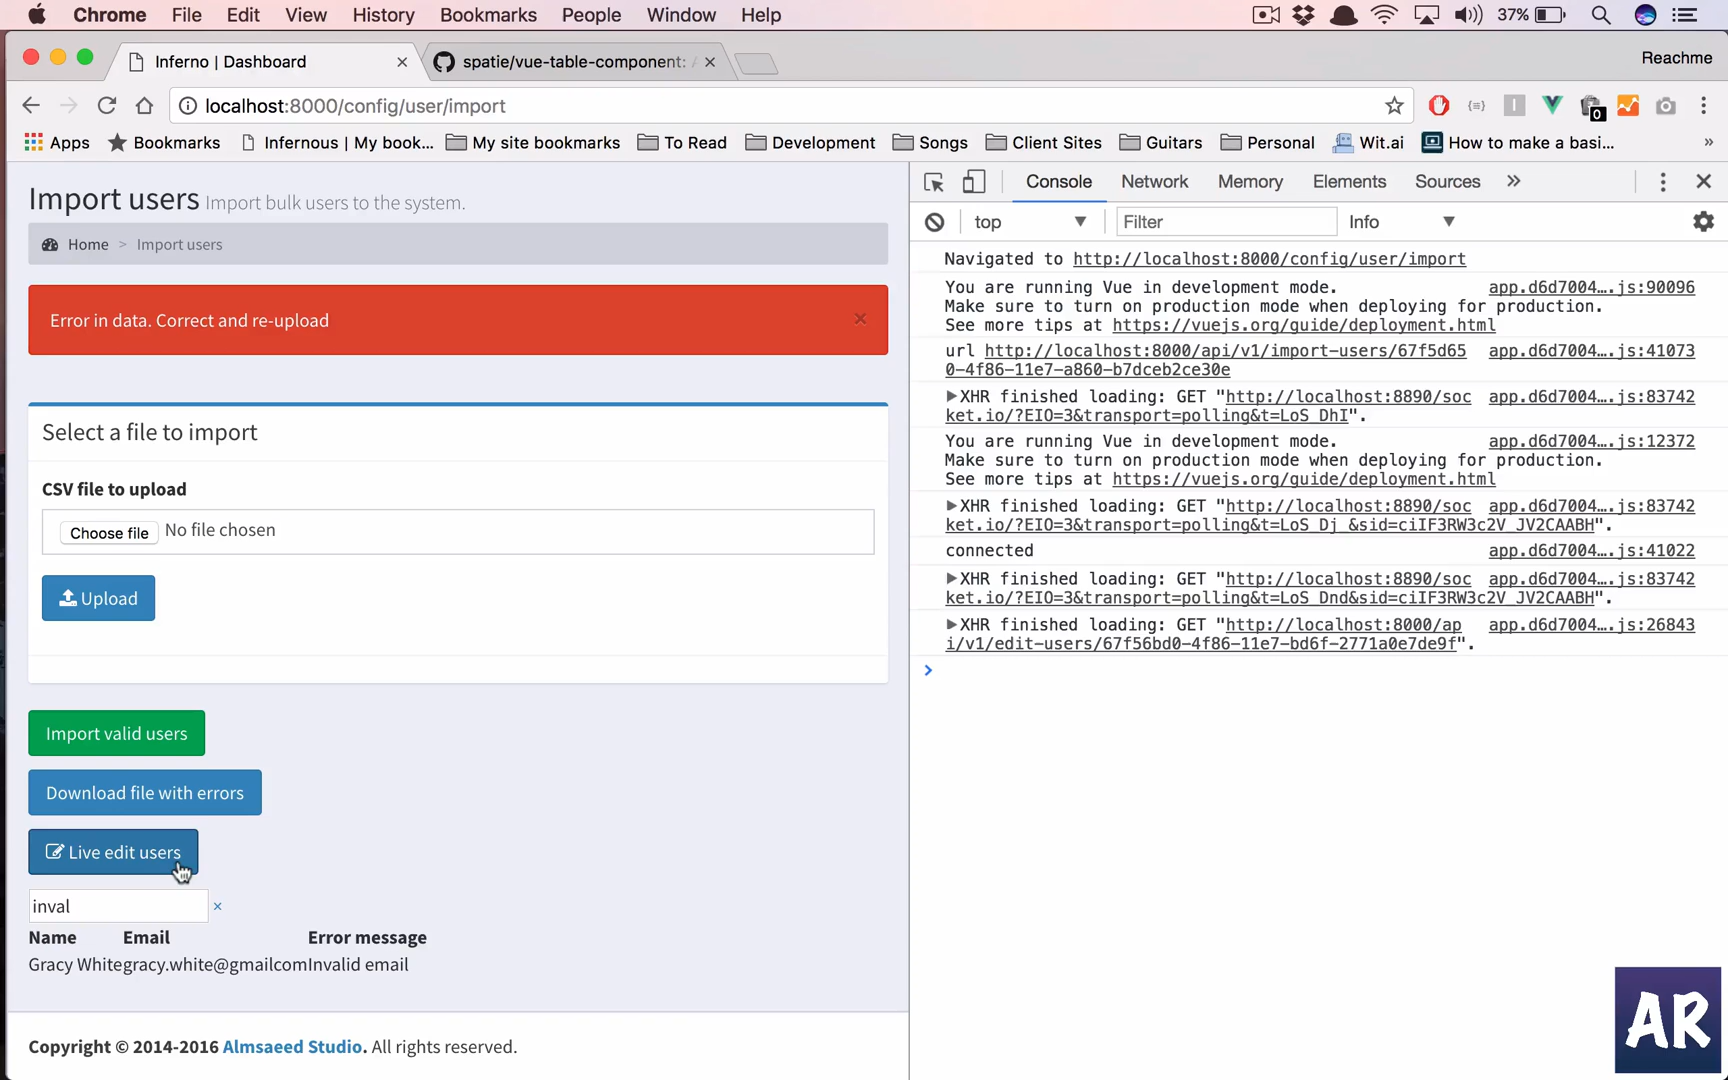 Chrome File Edit View History Bookmarks People Window Help 37%
Inferno | Dashboard spatie/vue-table-component: Reachme
localhost:8000/config/user/import
Apps Bookmarks Infernous | My book... My site bookmarks To Read Development Songs Client Sites Guitars Personal Wit.ai How to make a basi... »
Import users Import bulk users to the system.
Home > Import users
Error in data. Correct and re-upload ×
Select a file to import
CSV file to upload
Choose file No file chosen
Upload
Import valid users
Download file with errors
Live edit users
inval ×
Name Email Error message
Gracy Whitegracy.white@gmailcomInvalid email
Copyright © 2014-2016 Almsaeed Studio. All rights reserved.
Console Network Memory Elements Sources »
top Filter Info
Navigated to http://localhost:8000/config/user/import
You are running Vue in development mode. app.d6d7004….js:90096
Make sure to turn on production mode when deploying for production.
See more tips at https://vuejs.org/guide/deployment.html
url http://localhost:8000/api/v1/import-users/67f5d65 app.d6d7004….js:41073
0-4f86-11e7-a860-b7dceb2ce30e
XHR finished loading: GET "http://localhost:8890/soc app.d6d7004….js:83742
ket.io/?EIO=3&transport=polling&t=LoS_DhI".
You are running Vue in development mode. app.d6d7004….js:12372
Make sure to turn on production mode when deploying for production.
See more tips at https://vuejs.org/guide/deployment.html
XHR finished loading: GET "http://localhost:8890/soc app.d6d7004….js:83742
ket.io/?EIO=3&transport=polling&t=LoS_Dj_&sid=ciIF3RW3c2V_JV2CAABH".
connected app.d6d7004….js:41022
XHR finished loading: GET "http://localhost:8890/soc app.d6d7004….js:83742
ket.io/?EIO=3&transport=polling&t=LoS_Dnd&sid=ciIF3RW3c2V_JV2CAABH".
XHR finished loading: GET "http://localhost:8000/ap app.d6d7004….js:26843
i/v1/edit-users/67f56bd0-4f86-11e7-bd6f-2771a0e7de9f".
AR